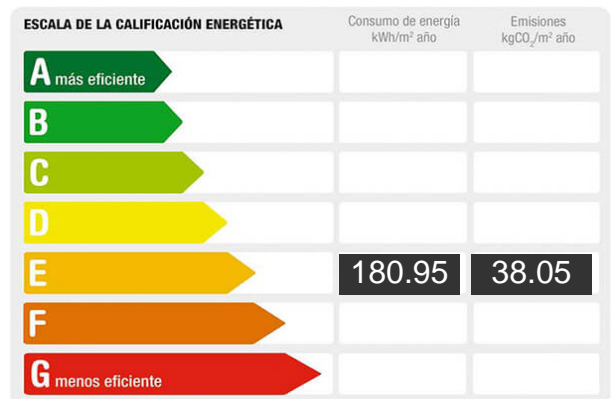 ESCALA DE LA CALIFICACIÓN ENERGÉTICA
Consumo de energía
kWh/m² año
Emisiones
kgCO₂/m² año
A más eficiente
B
C
D
E 180.95 38.05
F
G menos eficiente